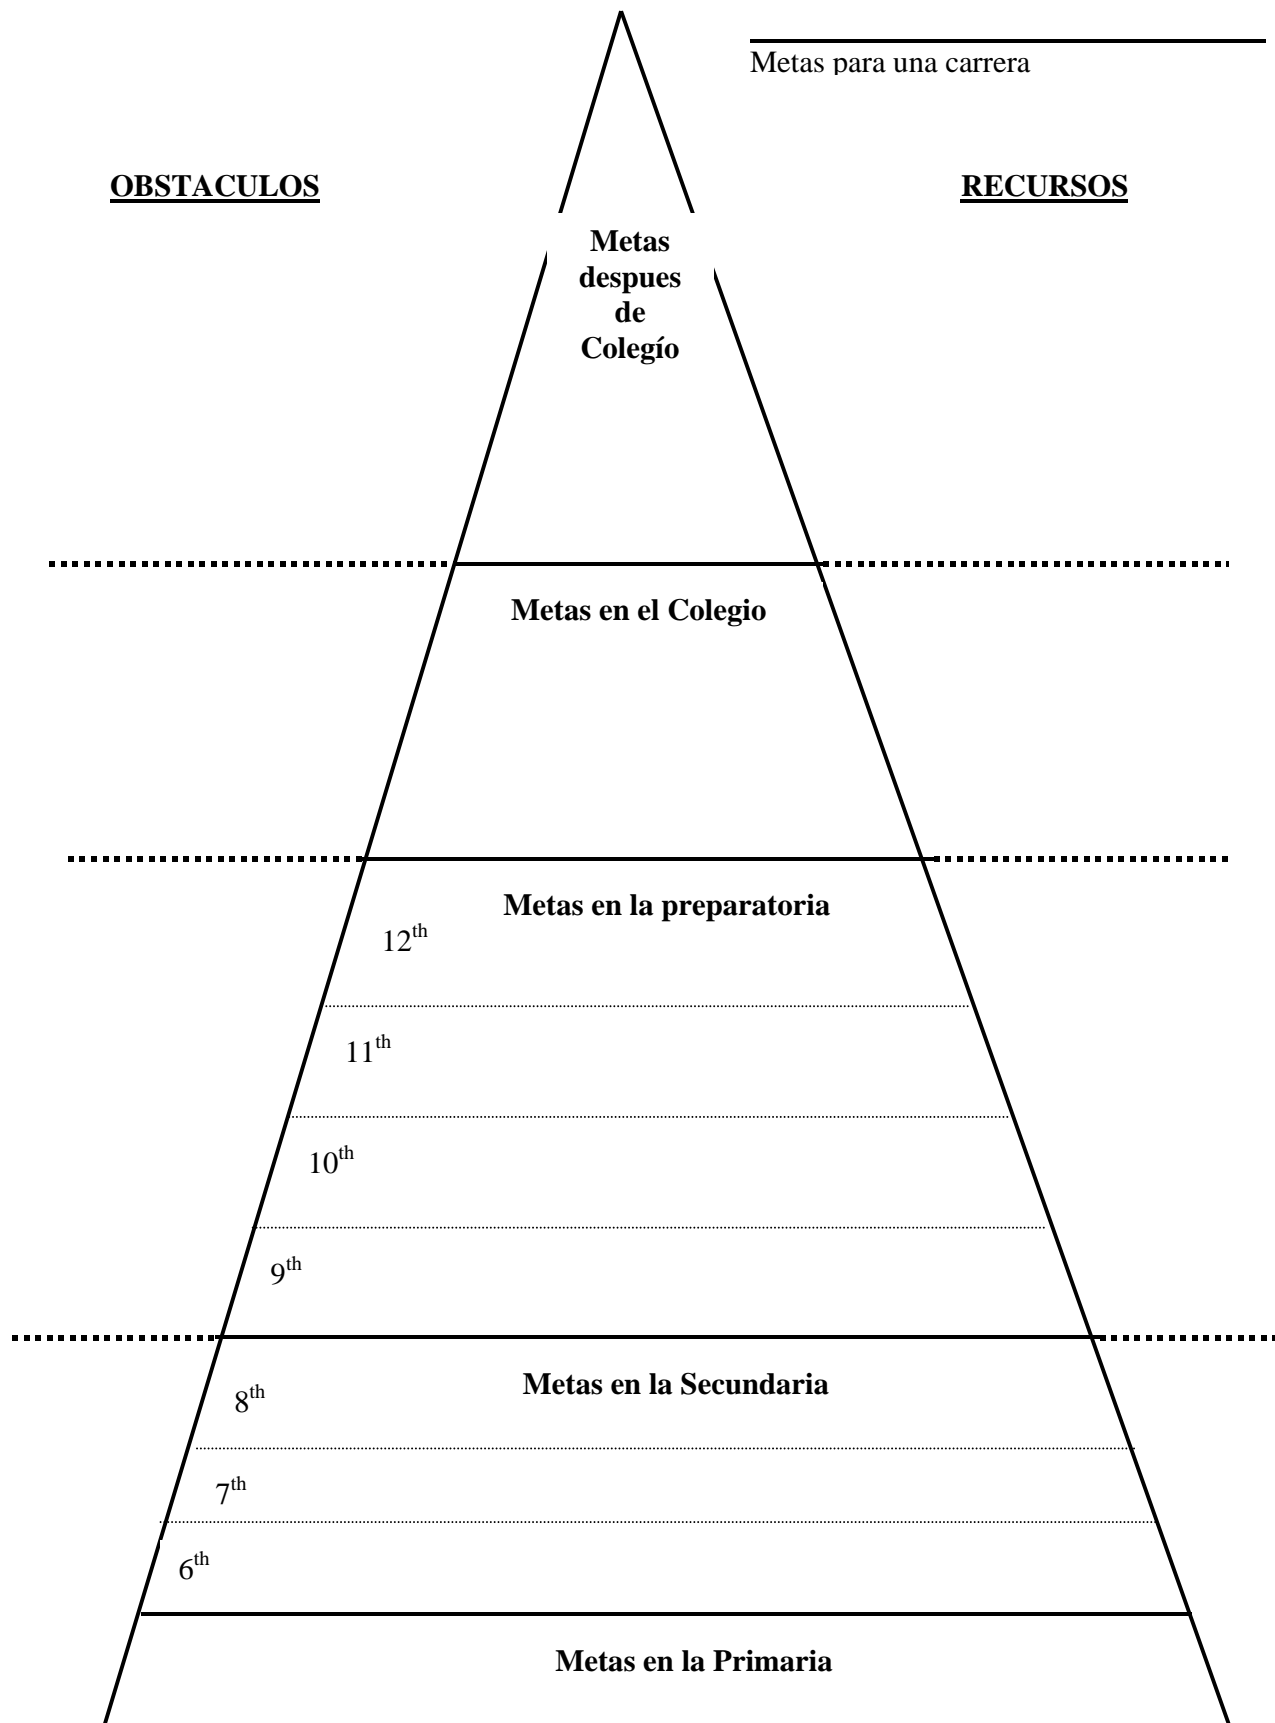 Metas para una carrera
OBSTACULOS
RECURSOS
Metas
despues
de
Colegío
Metas en el Colegio
Metas en la preparatoria
12th
11th
10th
9th
Metas en la Secundaria
8th
7th
6th
Metas en la Primaria